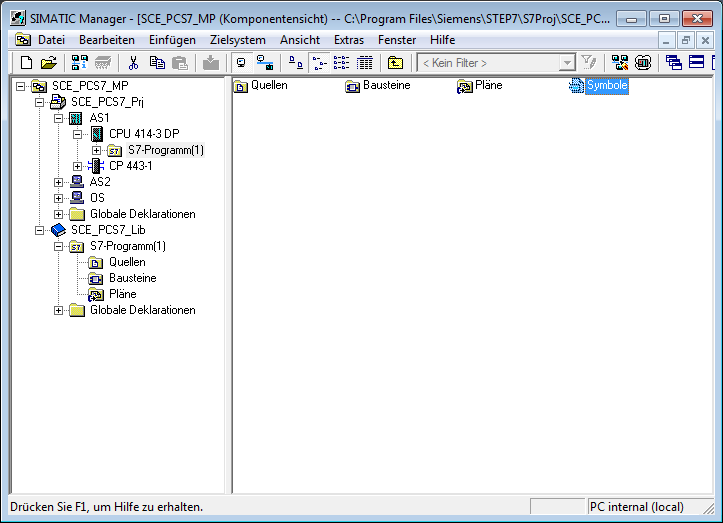 SIMATIC Manager - [SCE_PCS7_MP (Komponentensicht) -- C:\Program Files\Siemens\STEP7\S7Proj\SCE_PC...
Datei Bearbeiten Einfügen Zielsystem Ansicht Extras Fenster Hilfe
< Kein Filter >
SCE_PCS7_MP
SCE_PCS7_Prj
AS1
CPU 414-3 DP
S7-Programm(1)
CP 443-1
AS2
OS
Globale Deklarationen
SCE_PCS7_Lib
S7-Programm(1)
Quellen
Bausteine
Pläne
Globale Deklarationen
Quellen Bausteine Pläne Symbole
Drücken Sie F1, um Hilfe zu erhalten. PC internal (local)